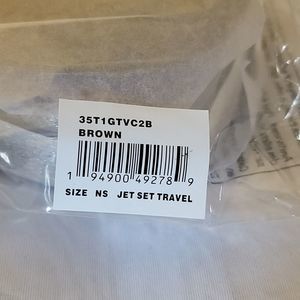 35T1GTVC2B
BROWN
1 94900 49278 9
SIZE NS JET SET TRAVEL